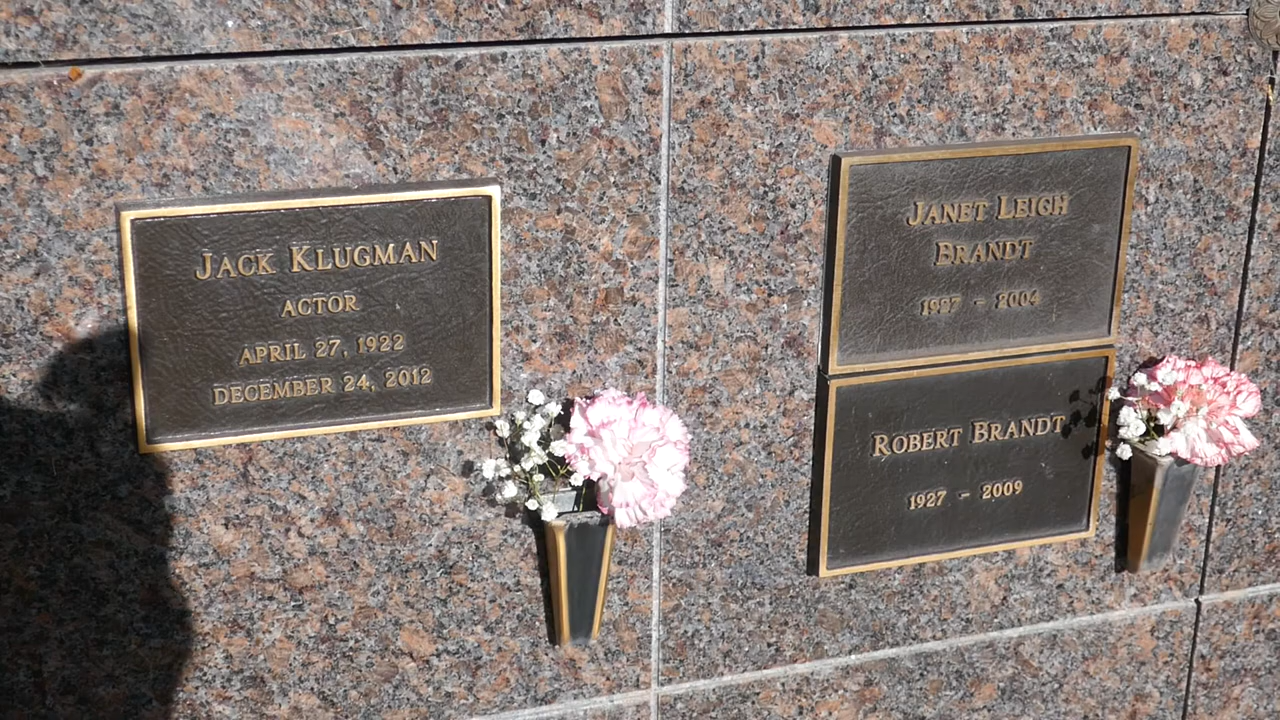 JACK KLUGMAN
ACTOR
APRIL 27, 1922
DECEMBER 24, 2012
JANET LEIGH
BRANDT
1927 - 2004
ROBERT BRANDT
1927 - 2009